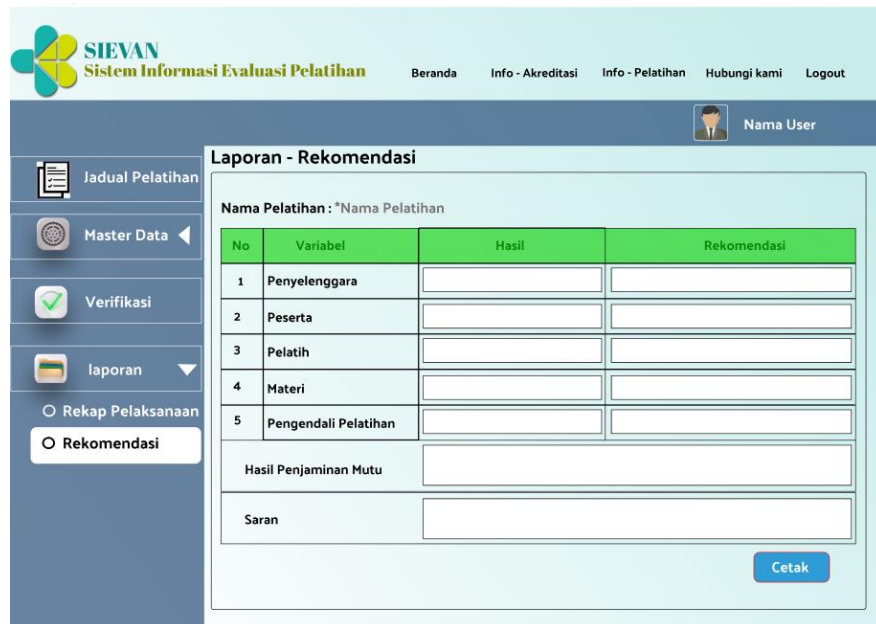 SIEVAN
Sistem Informasi Evaluasi Pelatihan
Beranda Info - Akreditasi Info - Pelatihan Hubungi kami Logout
Nama User
Jadual Pelatihan
Master Data
Verifikasi
laporan
Rekap Pelaksanaan
Rekomendasi
Laporan - Rekomendasi
Nama Pelatihan : *Nama Pelatihan
No Variabel Hasil Rekomendasi
1 Penyelenggara
2 Peserta
3 Pelatih
4 Materi
5 Pengendali Pelatihan
Hasil Penjaminan Mutu
Saran
Cetak